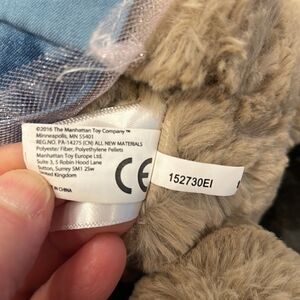 ©2016 The Manhattan Toy Company™
Minneapolis, MN 55401
REG.NO. PA-14275 (CN) ALL NEW MATERIALS
Polyester Fiber, Polyethylene Pellets
Manhattan Toy Europe Ltd.
Suite 3, 5 Robin Hood Lane
Sutton, Surrey SM1 2SW
United Kingdom
IN CHINA
CE
152730EI